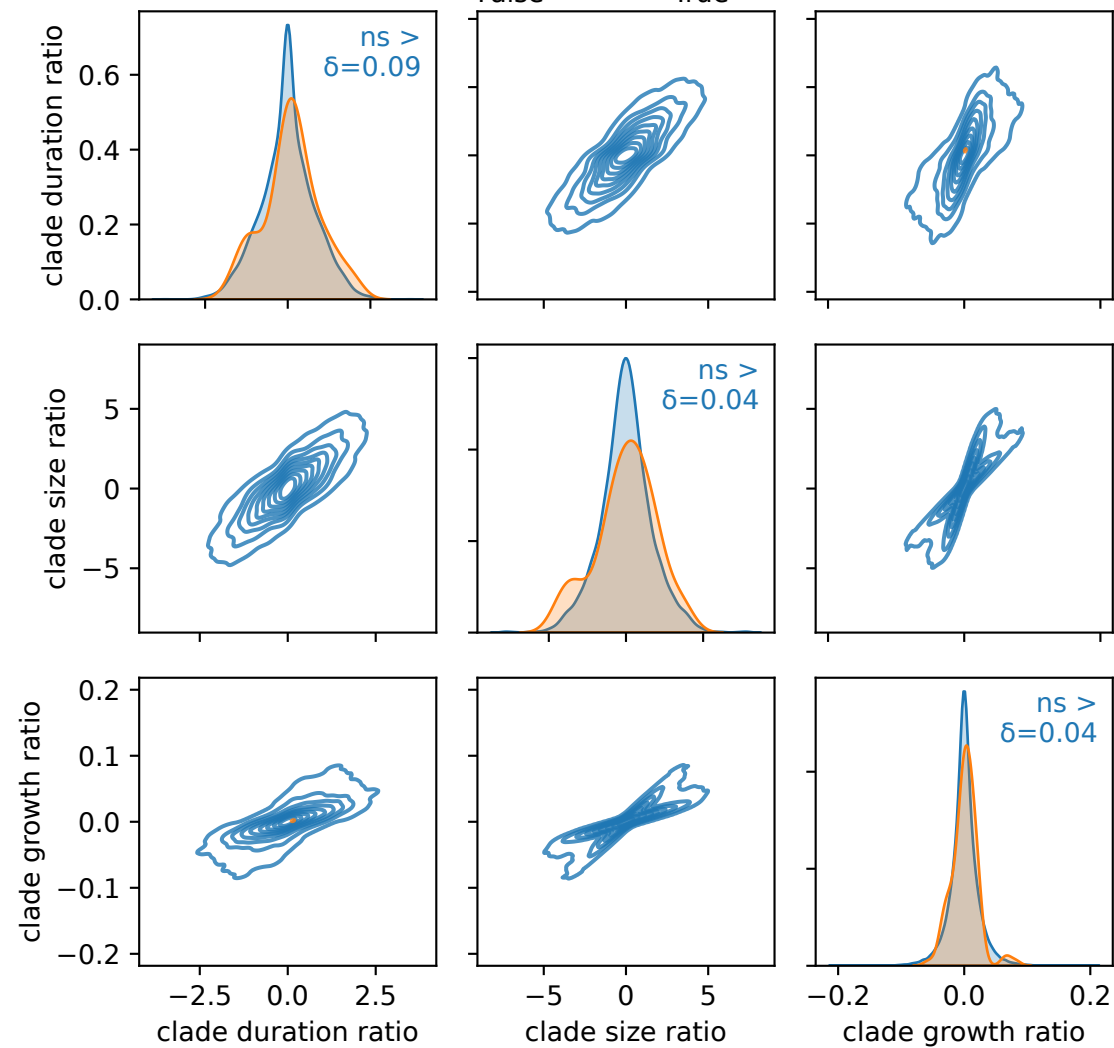 ns >
δ=0.09
clade duration ratio
0.6
0.4
0.2
0.0
ns >
δ=0.04
clade size ratio
5
0
−5
ns >
δ=0.04
clade growth ratio
0.2
0.1
0.0
−0.1
−0.2
−2.5 0.0 2.5
−5 0 5
−0.2 0.0 0.2
clade duration ratio
clade size ratio
clade growth ratio